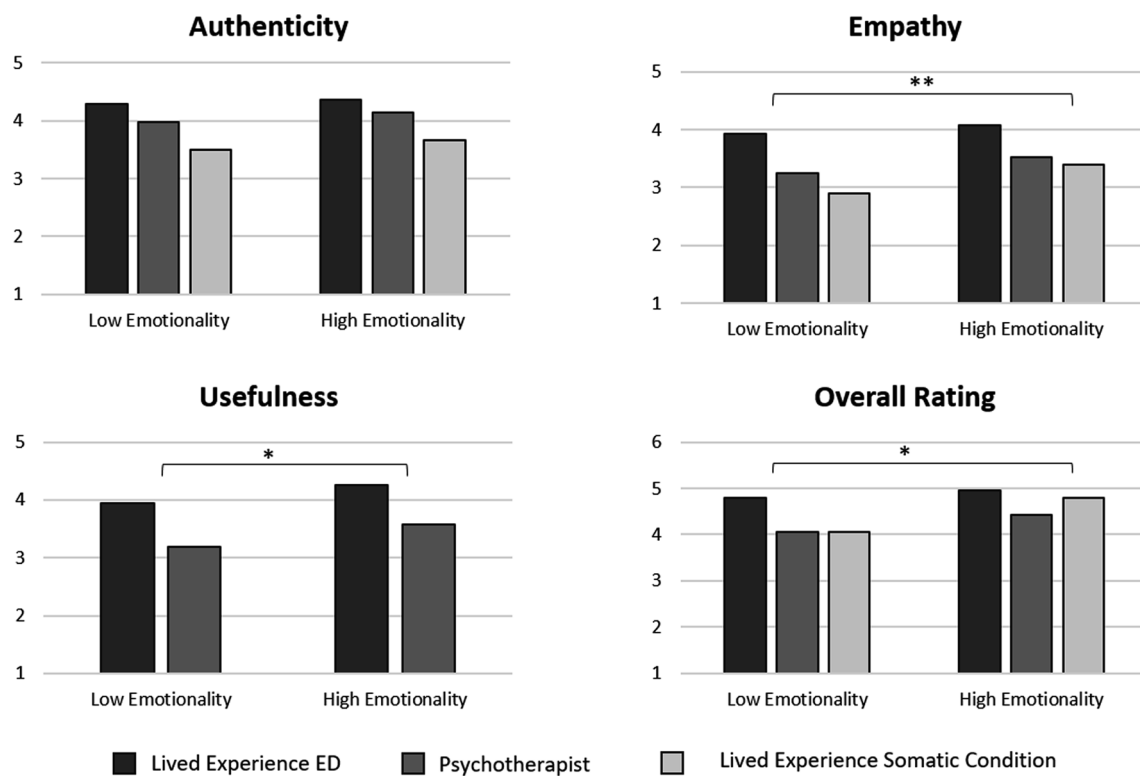 Authenticity
5
4
3
2
1
Low Emotionality High Emotionality
Empathy
**
5
4
3
2
1
Low Emotionality High Emotionality
Usefulness
*
5
4
3
2
1
Low Emotionality High Emotionality
Overall Rating
*
6
5
4
3
2
1
Low Emotionality High Emotionality
Lived Experience ED Psychotherapist Lived Experience Somatic Condition